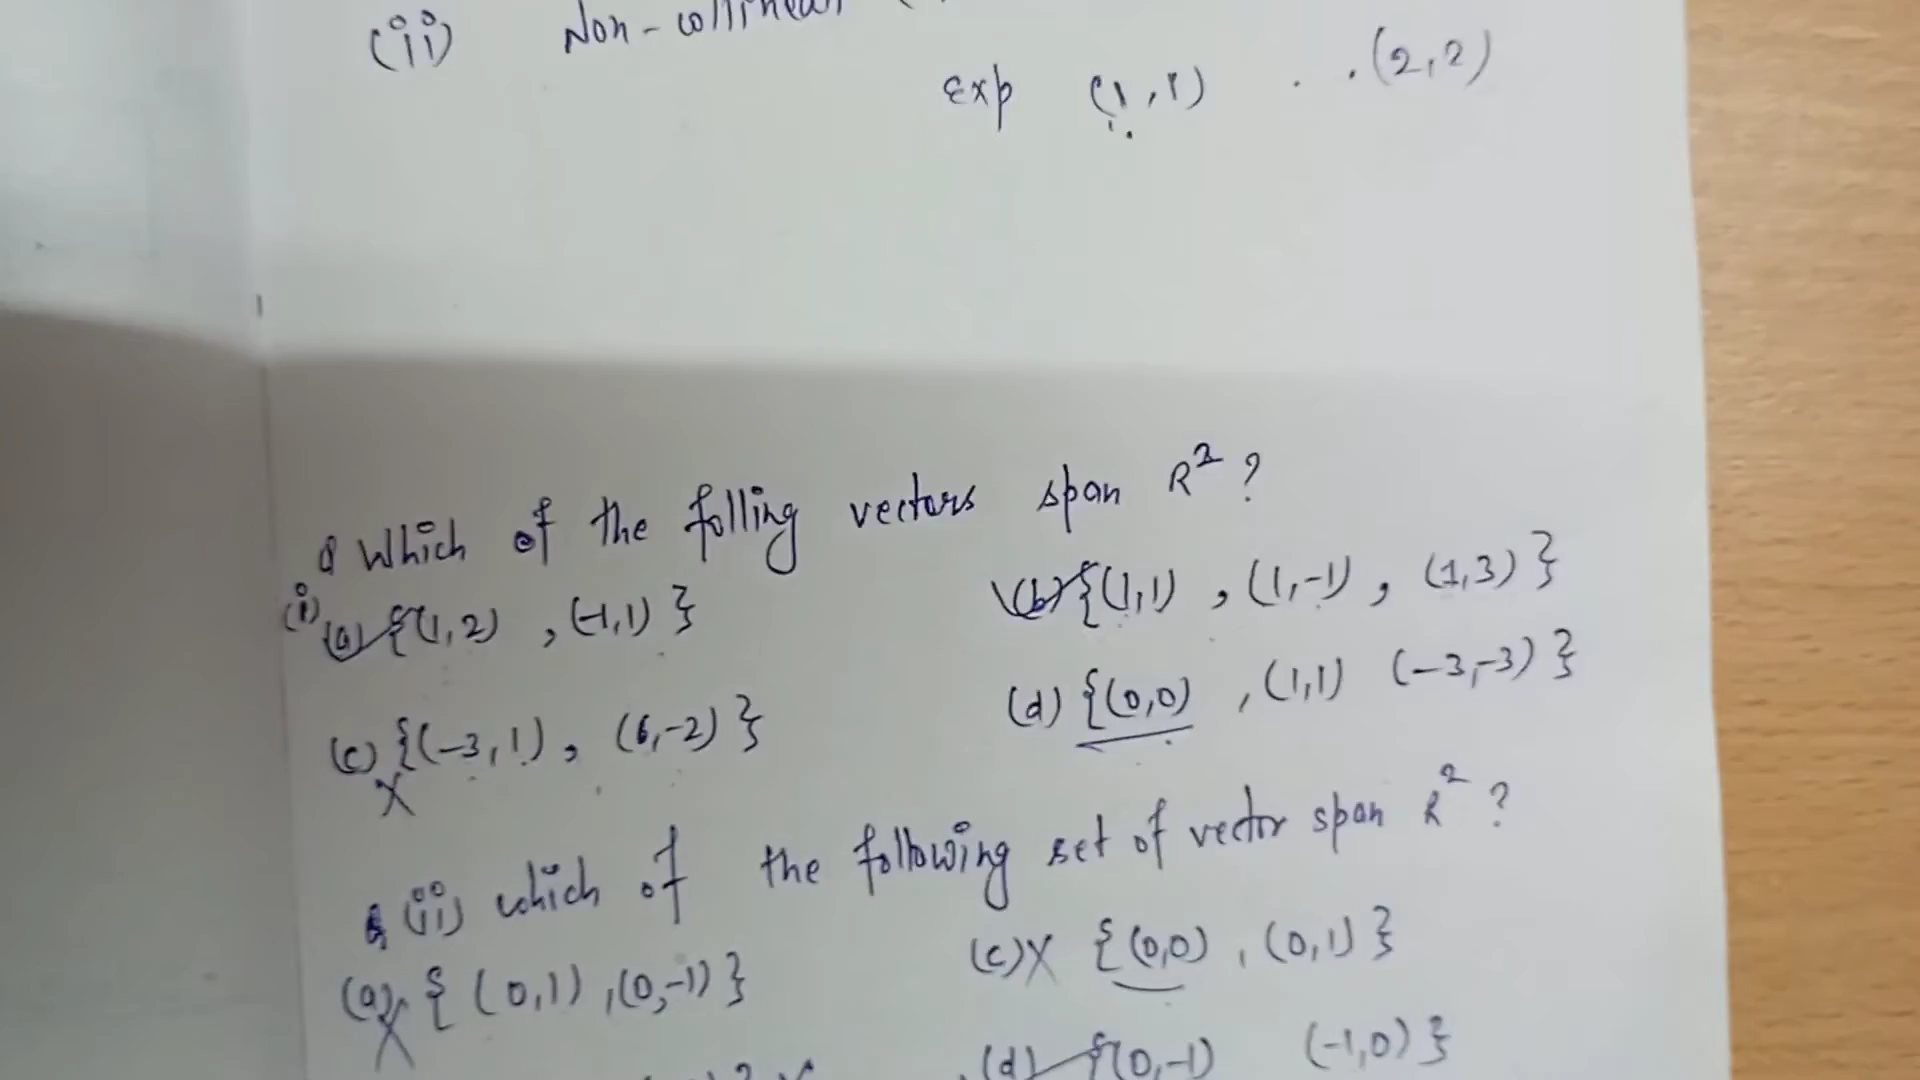 (ii) Non-collinear
Exp (1,1) . .(2,2)
Q Which of the folling vectors span R² ?
(i) (a) {(1,2) , (-1,1) } (b) {(1,1) , (1,-1) , (1,3) }
(c) {(-3,1) , (6,-2) } (d) {(0,0) , (1,1) (-3,-3) }
X
Q (ii) which of the following set of vector span R² ?
(a) X { (0,1) , (0,-1) } (c) X { (0,0) , (0,1) }
(d) {(0,-1) (-1,0) }